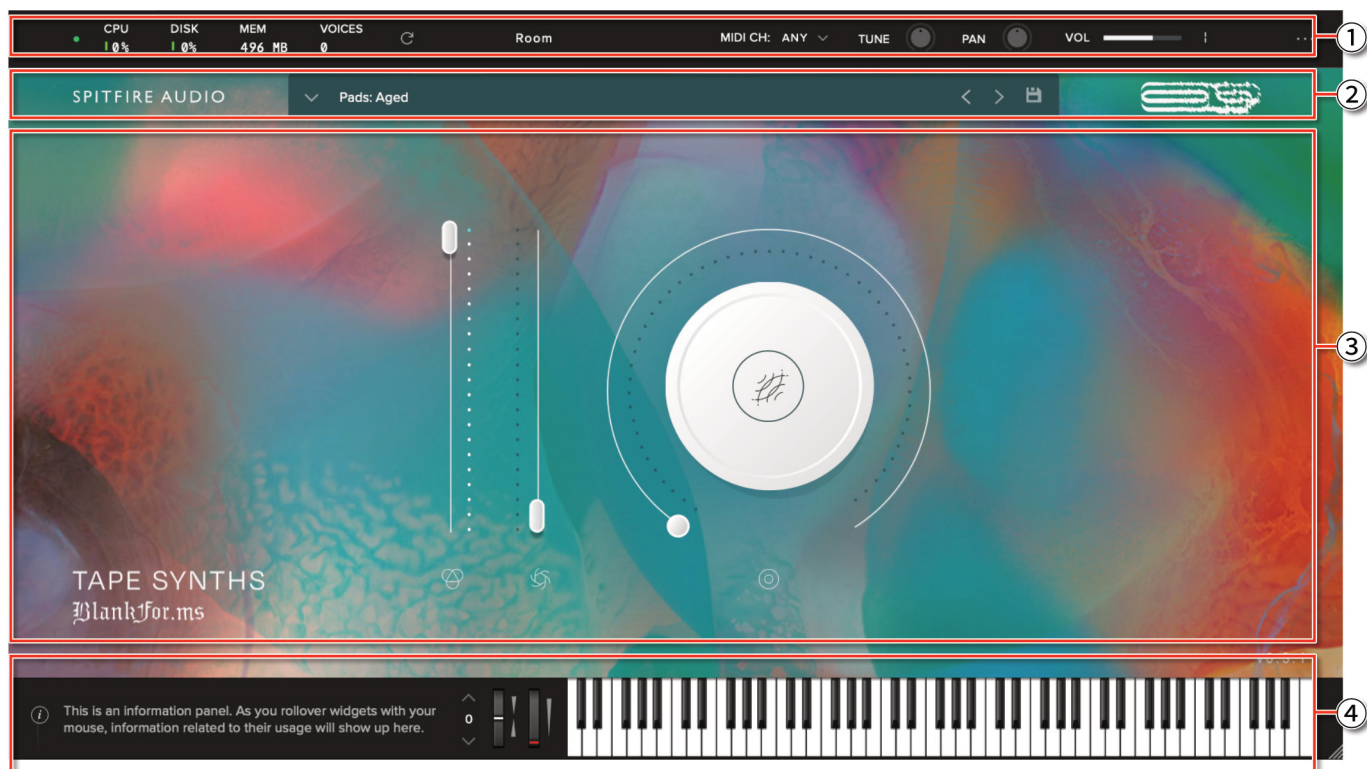 CPU DISK MEM VOICES
0% 0% 496 MB 0
Room
MIDI CH: ANY TUNE PAN VOL
1
SPITFIRE AUDIO
Pads: Aged
2
3
TAPE SYNTHS
BlankFor.ms
This is an information panel. As you rollover widgets with your
mouse, information related to their usage will show up here.
0
4